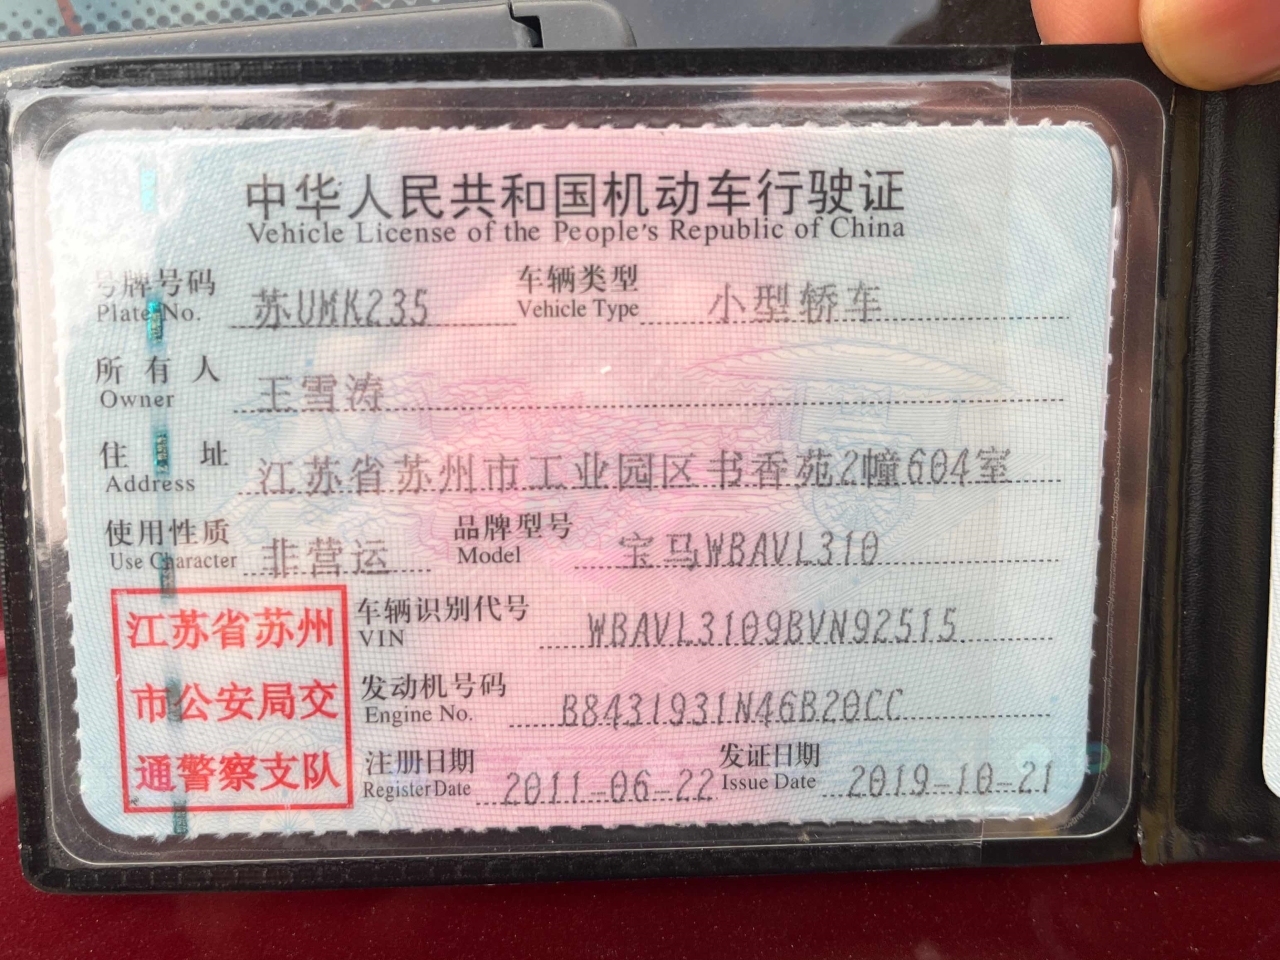 中华人民共和国机动车行驶证
Vehicle License of the People's Republic of China
号牌号码 苏UMK235 车辆类型 小型轿车
Plate No. Vehicle Type
所有人 王雪涛
Owner
住址 江苏省苏州市工业园区书香苑2幢604室
Address
使用性质 非营运 品牌型号 宝马WBAVL310
Use Character Model
江苏省苏州
市公安局交
通警察支队
车辆识别代号 WBAVL3109BVN92515
VIN
发动机号码 B8431931N46B20CC
Engine No.
注册日期 2011-06-22 发证日期 2019-10-21
Register Date Issue Date